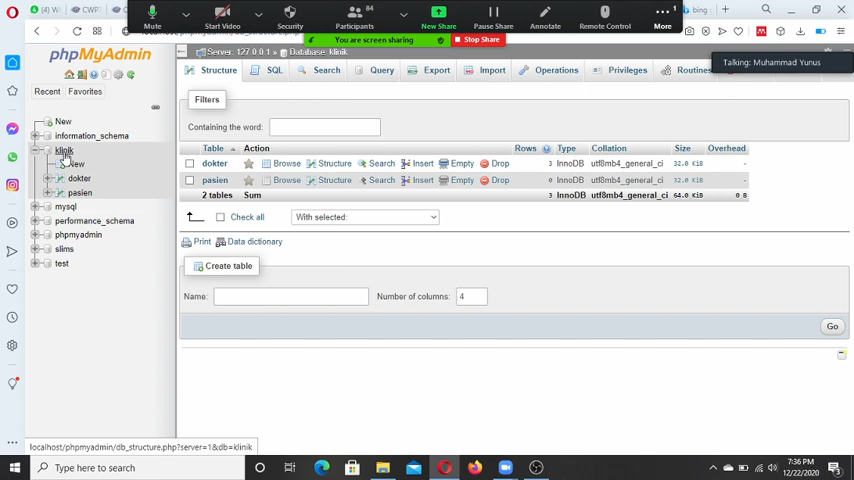 Mute
Start Video
84
Participants
Security
New Share
Pause Share
Annotate
Remote Control
1
More
You are screen sharing
Stop Share
Talking: Muhammad Yunus
phpMyAdmin
Recent
Favorites
New
information_schema
klinik
New
dokter
pasien
mysql
performance_schema
phpmyadmin
slims
test
Server: 127.0.0.1 » Database: klinik
Structure SQL Search Query Export Import Operations Privileges Routines
Filters
Containing the word:
Table Action Rows Type Collation Size Overhead
dokter Browse Structure Search Insert Empty Drop 3 InnoDB utf8mb4_general_ci 32.0 KiB -
pasien Browse Structure Search Insert Empty Drop 0 InnoDB utf8mb4_general_ci 32.0 KiB -
2 tables Sum 3 InnoDB utf8mb4_general_ci 64.0 KiB 0 B
Check all With selected:
Print Data dictionary
Create table
Name: Number of columns: 4
Go
localhost/phpmyadmin/db_structure.php?server=1&db=klinik
Type here to search
7:36 PM
12/22/2020
3